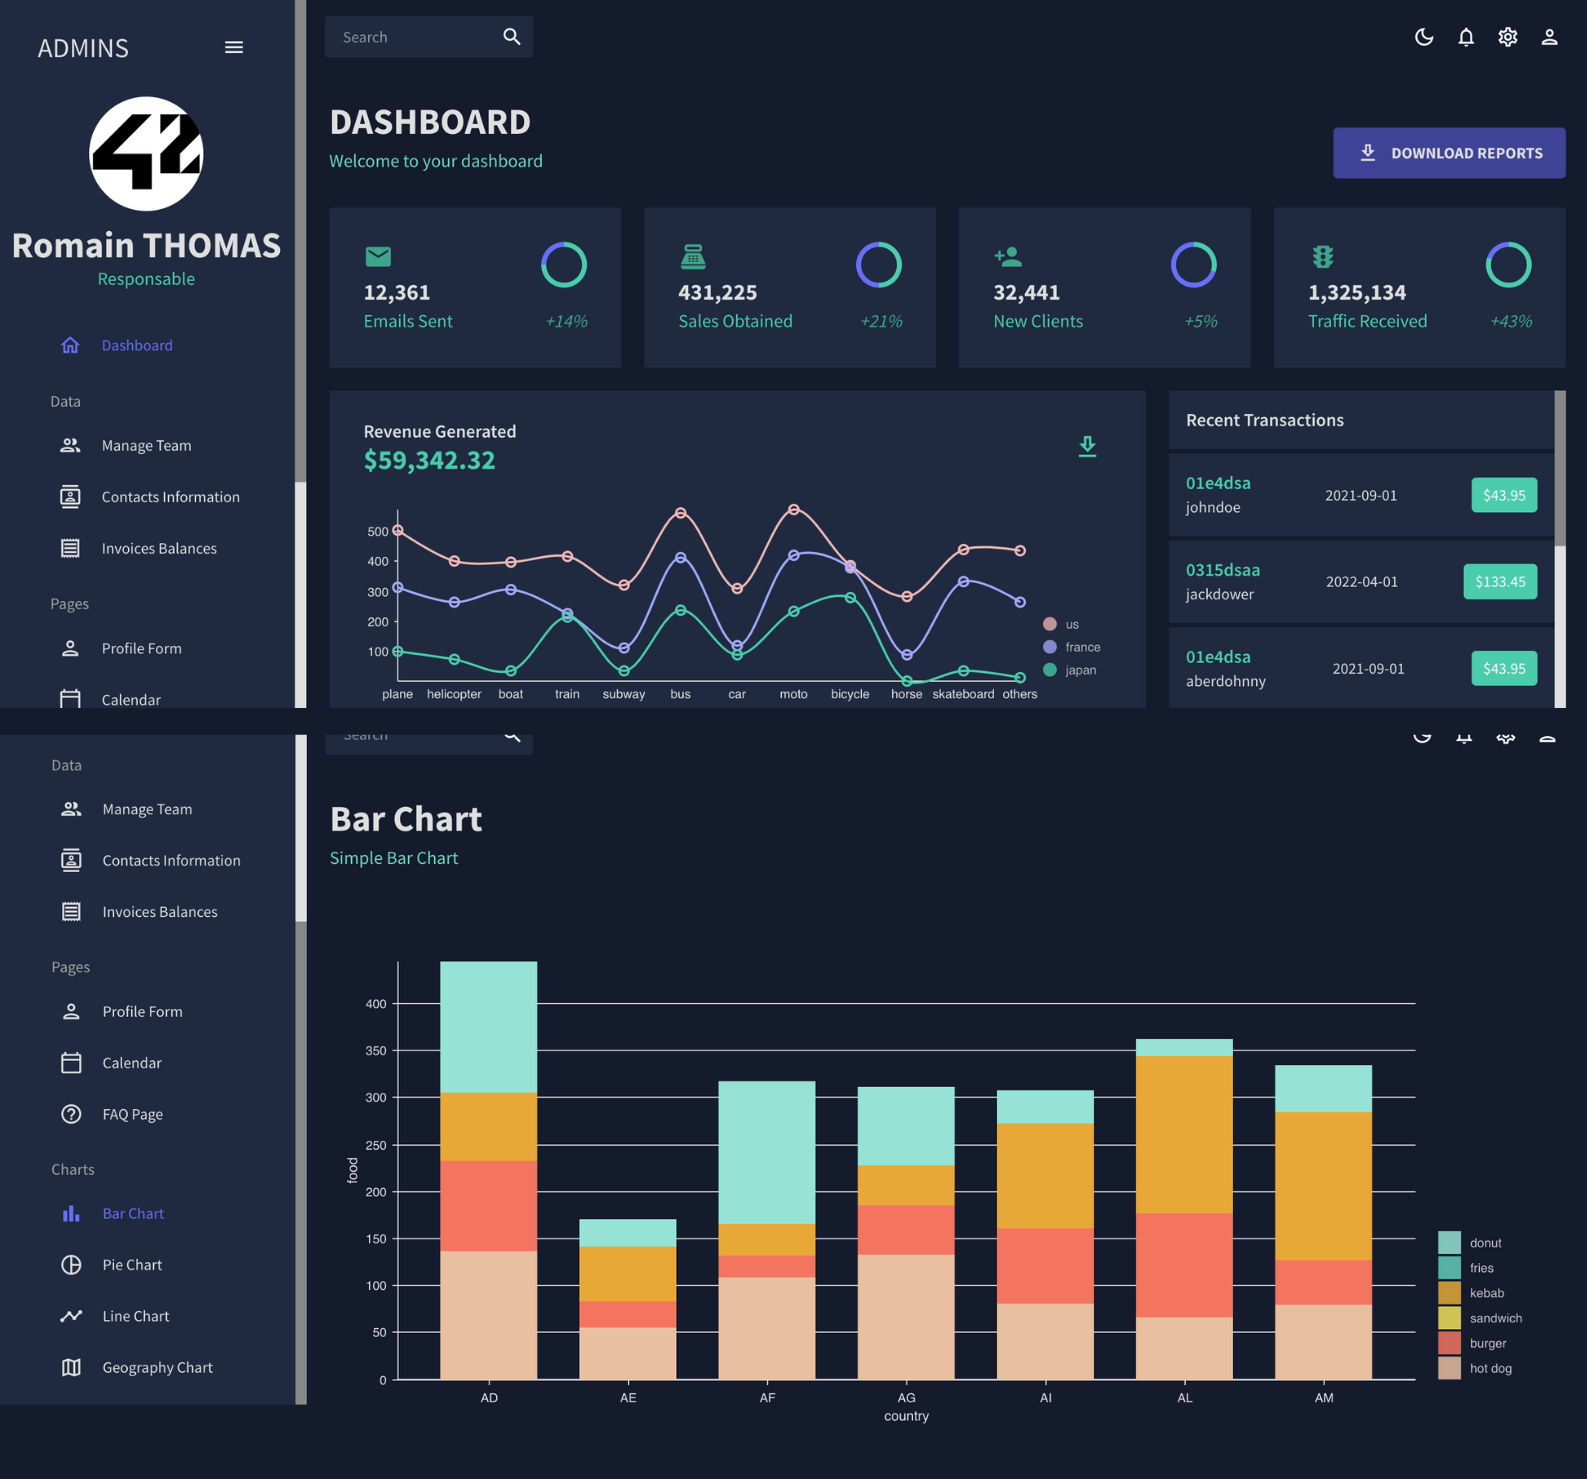 ADMINS
42
Romain THOMAS
Responsable
Dashboard
Data
Manage Team
Contacts Information
Invoices Balances
Pages
Profile Form
Calendar
Search
DASHBOARD
Welcome to your dashboard
DOWNLOAD REPORTS
12,361
Emails Sent
+14%
431,225
Sales Obtained
+21%
32,441
New Clients
+5%
1,325,134
Traffic Received
+43%
Revenue Generated
$59,342.32
500
400
300
200
100
plane helicopter boat train subway bus car moto bicycle horse skateboard others
us
france
japan
Recent Transactions
01e4dsa
johndoe
2021-09-01
$43.95
0315dsaa
jackdower
2022-04-01
$133.45
01e4dsa
aberdohnny
2021-09-01
$43.95
Data
Manage Team
Contacts Information
Invoices Balances
Pages
Profile Form
Calendar
FAQ Page
Charts
Bar Chart
Pie Chart
Line Chart
Geography Chart
Search
Bar Chart
Simple Bar Chart
400
350
300
250
200
150
100
50
0
food
AD AE AF AG AI AL AM
country
donut
fries
kebab
sandwich
burger
hot dog